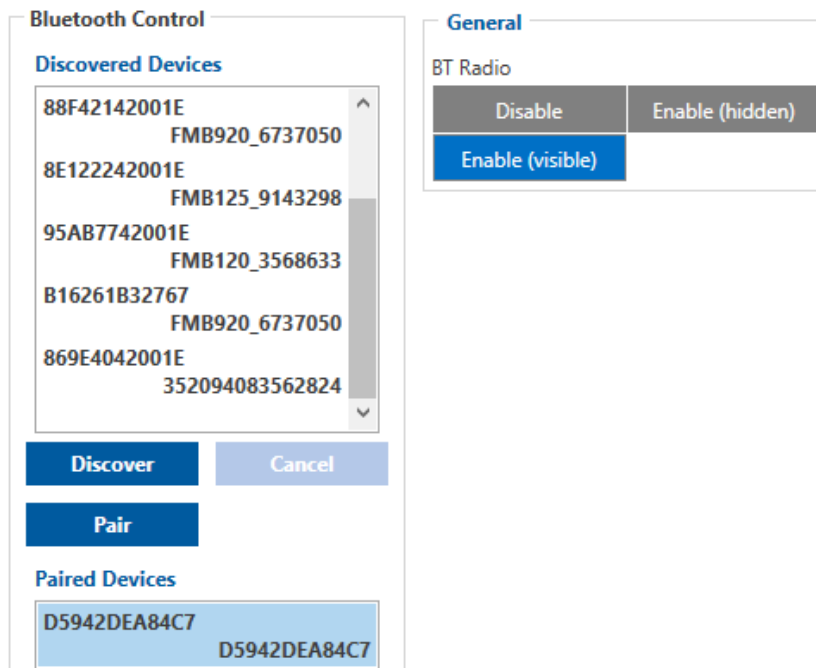 Bluetooth Control
Discovered Devices
88F42142001E
FMB920_6737050
8E122242001E
FMB125_9143298
95AB7742001E
FMB120_3568633
B16261B32767
FMB920_6737050
869E4042001E
352094083562824
Discover
Cancel
Pair
Paired Devices
D5942DEA84C7
D5942DEA84C7
General
BT Radio
Disable
Enable (hidden)
Enable (visible)